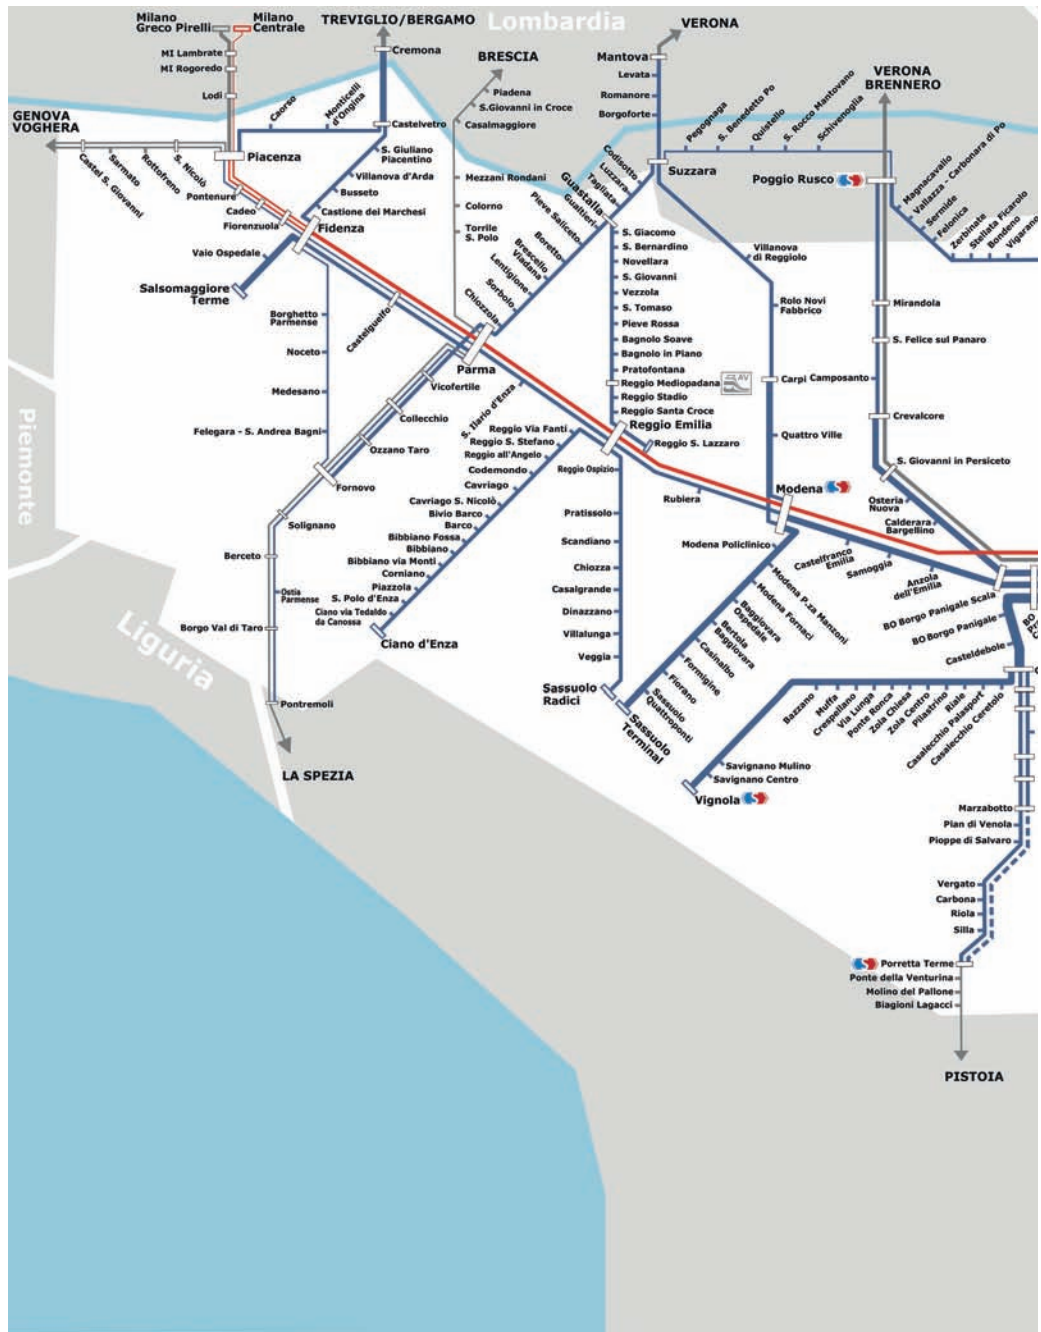 Milano
Greco Pirelli
Milano
Centrale
TREVIGLIO/BERGAMO
Lombardia
VERONA
MI Lambrate
MI Rogoredo
Lodi
Cremona
BRESCIA
Mantova
Levata
Romanore
Borgoforte
VERONA
BRENNERO
GENOVA
VOGHERA
Caorso
Monticelli
d'Ongina
Castelvetro
Piadena
S.Giovanni in Croce
Casalmaggiore
Pegognaga
S. Benedetto Po
Quistello
S. Rocco Mantovano
Schivenoglia
Castel S. Giovanni
Sarmato
Rottofreno
S. Nicolò
Piacenza
Pontenure
Cadeo
Fiorenzuola
Fidenza
S. Giuliano
Piacentino
Villanova d'Arda
Busseto
Castione dei Marchesi
Mezzani Rondani
Colorno
Torrile
S. Polo
Codisotto
Luzzara
Tagliata
Guastalla
Gualtieri
Pieve Saliceto
Boretto
Brescello
Viadana
Lentigione
Sorbolo
Chiozzola
Suzzara
Poggio Rusco
Magnacavallo
Vallazza - Carbonara di Po
Sermide
Felonica
Zerbinate
Stellata Ficarolo
Bondeno
Vigarano
Vaio Ospedale
Salsomaggiore
Terme
Borghetto
Parmense
Noceto
Medesano
Felegara - S. Andrea Bagni
Castelguelfo
Parma
Vicofertile
Collecchio
Ozzano Taro
Fornovo
Solignano
Berceto
Ostia
Parmense
Borgo Val di Taro
Pontremoli
LA SPEZIA
S. Giacomo
S. Bernardino
Novellara
S. Giovanni
Vezzola
S. Tomaso
Pieve Rossa
Bagnolo Soave
Bagnolo in Piano
Pratofontana
Reggio Mediopadana
AV
Reggio Stadio
Reggio Santa Croce
Reggio Emilia
Reggio S. Lazzaro
Villanova
di Reggiolo
Rolo Novi
Fabbrico
Carpi
Quattro Ville
Modena
Mirandola
S. Felice sul Panaro
Camposanto
Crevalcore
S. Giovanni in Persiceto
Osteria
Nuova
Calderara
Bargellino
S. Ilario d'Enza
Reggio Via Fanti
Reggio S. Stefano
Reggio all'Angelo
Codemondo
Cavriago
Cavriago S. Nicolò
Bivio Barco
Barco
Bibbiano Fossa
Bibbiano
Bibbiano via Monti
Corniano
Piazzola
S. Polo d'Enza
Ciano via Tedaldo
da Canossa
Ciano d'Enza
Reggio Ospizio
Pratissolo
Scandiano
Chiozza
Casalgrande
Dinazzano
Villalunga
Veggia
Sassuolo
Radici
Rubiera
Modena Policlinico
Modena P.za Manzoni
Modena Fornaci
Baggiovara
Ospedale
Bertola
Baggiovara
Casinalbo
Formigine
Fiorano
Sassuolo
Quattroponti
Sassuolo
Terminal
Castelfranco
Emilia
Samoggia
Anzola
dell'Emilia
BO Borgo Panigale Scala
BO Borgo Panigale
Casteldebole
BO
Bazzano
Muffa
Crespellano
Via Lunga
Ponte Ronca
Zola Chiesa
Zola Centro
Pilastrino
Riale
Casalecchio Palasport
Casalecchio Ceretolo
Savignano Mulino
Savignano Centro
Vignola
Marzabotto
Pian di Venola
Pioppe di Salvaro
Vergato
Carbona
Riola
Silla
Porretta Terme
Ponte della Venturina
Molino del Pallone
Biagioni Lagacci
PISTOIA
Piemonte
Liguria